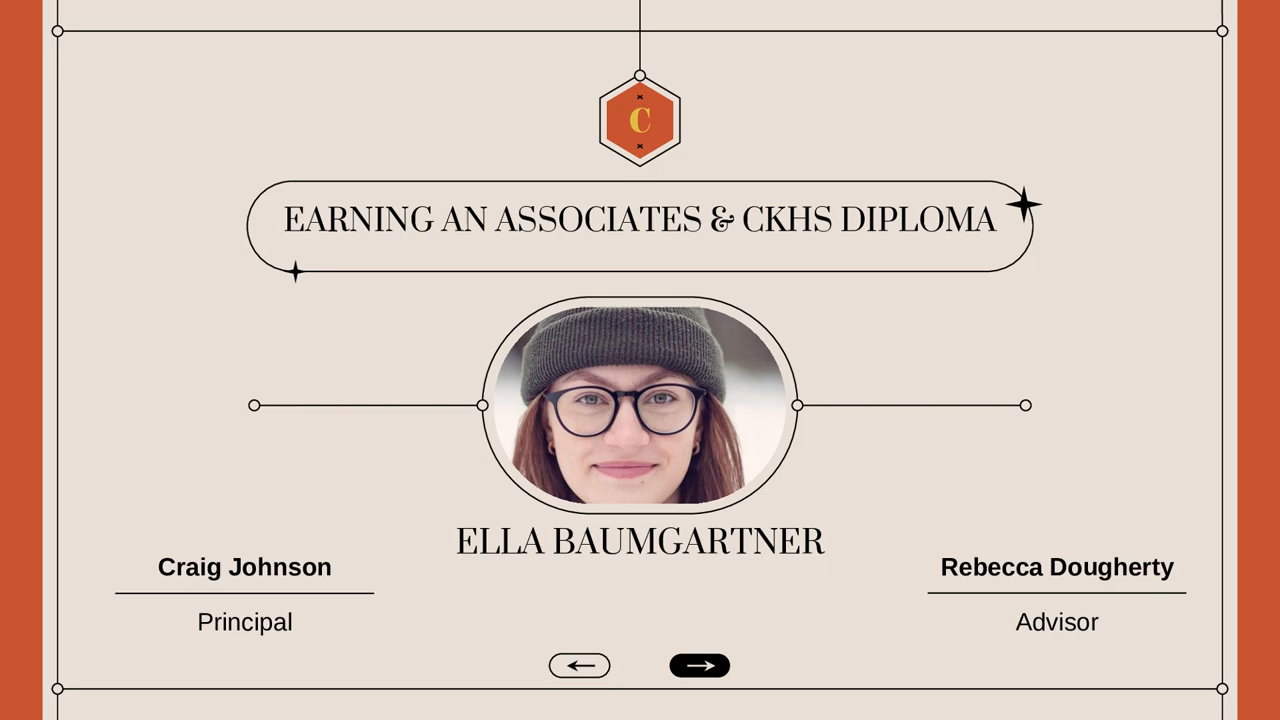 C
EARNING AN ASSOCIATES & CKHS DIPLOMA
ELLA BAUMGARTNER
Craig Johnson
Principal
Rebecca Dougherty
Advisor